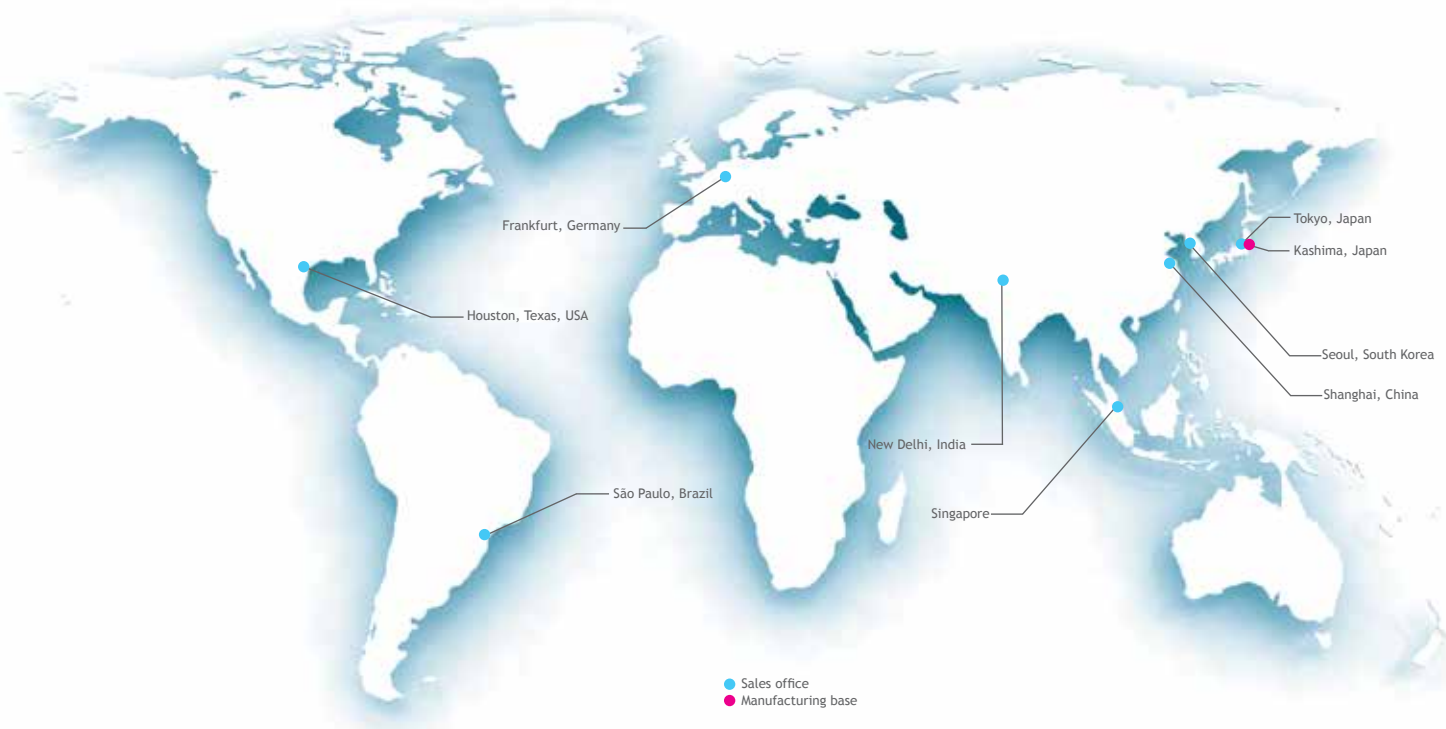 Tokyo, Japan
Frankfurt, Germany
Kashima, Japan
Houston, Texas, USA
Seoul, South Korea
Shanghai, China
New Delhi, India
São Paulo, Brazil
Singapore
Sales office
Manufacturing base